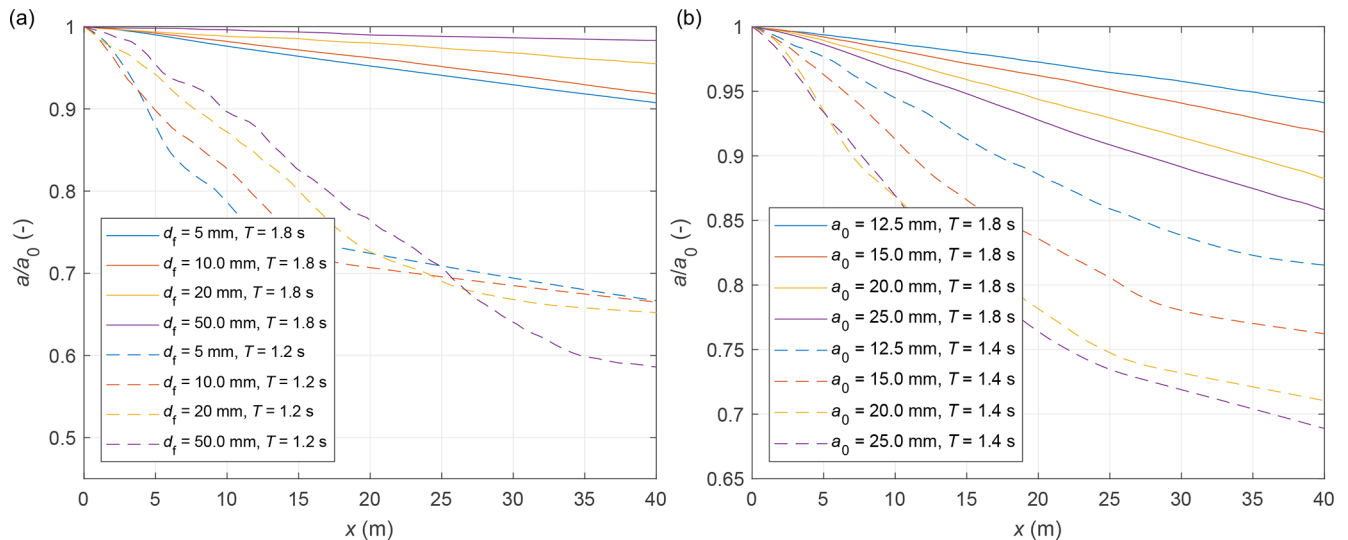 (a)
1
0.9
0.8
0.7
0.6
0.5
a/a0 (-)
df = 5 mm, T = 1.8 s
df = 10.0 mm, T = 1.8 s
df = 20 mm, T = 1.8 s
df = 50.0 mm, T = 1.8 s
df = 5 mm, T = 1.2 s
df = 10.0 mm, T = 1.2 s
df = 20 mm, T = 1.2 s
df = 50.0 mm, T = 1.2 s
0 5 10 15 20 25 30 35 40
x (m)
(b)
1
0.95
0.9
0.85
0.8
0.75
0.7
0.65
a/a0 (-)
a0 = 12.5 mm, T = 1.8 s
a0 = 15.0 mm, T = 1.8 s
a0 = 20.0 mm, T = 1.8 s
a0 = 25.0 mm, T = 1.8 s
a0 = 12.5 mm, T = 1.4 s
a0 = 15.0 mm, T = 1.4 s
a0 = 20.0 mm, T = 1.4 s
a0 = 25.0 mm, T = 1.4 s
0 5 10 15 20 25 30 35 40
x (m)